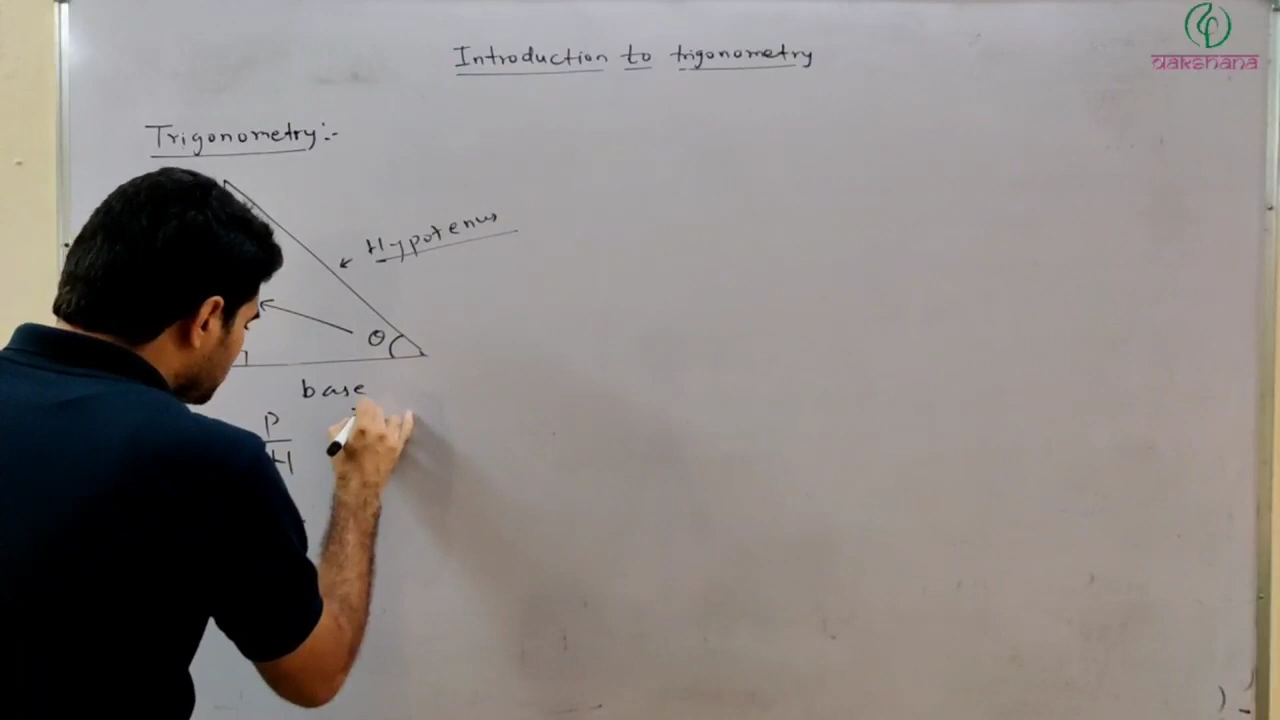 Introduction to trigonometry
dakshana
Trigonometry:-
Hypotenus
θ
base
P
H